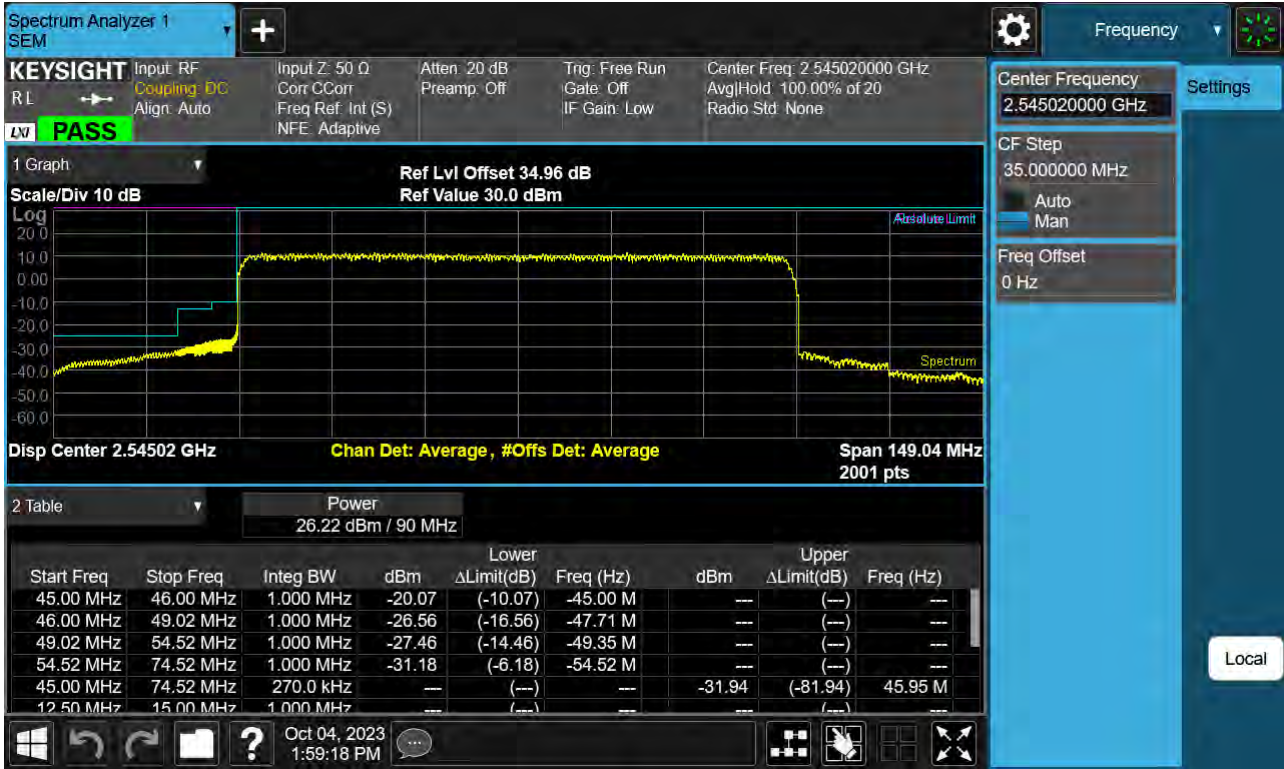 Spectrum Analyzer 1
SEM
Frequency
KEYSIGHT
RL
LXI
PASS
Input: RF
Coupling: DC
Align: Auto
Input Z: 50 Ω
Corr CCorr
Freq Ref: Int (S)
NFE: Adaptive
Atten: 20 dB
Preamp: Off
Trig: Free Run
Gate: Off
IF Gain: Low
Center Freq: 2.545020000 GHz
Avg|Hold: 100.00% of 20
Radio Std: None
Center Frequency
2.545020000 GHz
Settings
CF Step
35.000000 MHz
Auto
Man
Freq Offset
0 Hz
Local
1 Graph
Scale/Div 10 dB
Ref Lvl Offset 34.96 dB
Ref Value 30.0 dBm
Log
20.0
10.0
0.00
-10.0
-20.0
-30.0
-40.0
-50.0
-60.0
Absolute Limit
Spectrum
Disp Center 2.54502 GHz
Chan Det: Average, #Offs Det: Average
Span 149.04 MHz
2001 pts
2 Table
Power
26.22 dBm / 90 MHz
Lower Upper
Start Freq Stop Freq Integ BW dBm ΔLimit(dB) Freq (Hz) dBm ΔLimit(dB) Freq (Hz)
45.00 MHz 46.00 MHz 1.000 MHz -20.07 (-10.07) -45.00 M --- (---) ---
46.00 MHz 49.02 MHz 1.000 MHz -26.56 (-16.56) -47.71 M --- (---) ---
49.02 MHz 54.52 MHz 1.000 MHz -27.46 (-14.46) -49.35 M --- (---) ---
54.52 MHz 74.52 MHz 1.000 MHz -31.18 (-6.18) -54.52 M --- (---) ---
45.00 MHz 74.52 MHz 270.0 kHz --- (---) --- -31.94 (-81.94) 45.95 M
12.50 MHz 15.00 MHz 1.000 MHz --- (---) --- --- (---) ---
Oct 04, 2023
1:59:18 PM